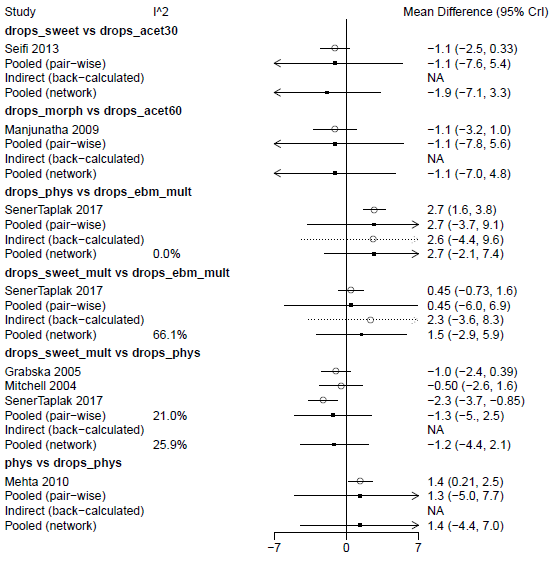 Study I^2 Mean Difference (95% CrI)
drops_sweet vs drops_acet30
Seifi 2013 −1.1 (−2.5, 0.33)
Pooled (pair−wise) −1.1 (−7.6, 5.4)
Indirect (back−calculated) NA
Pooled (network) −1.9 (−7.1, 3.3)
drops_morph vs drops_acet60
Manjunatha 2009 −1.1 (−3.2, 1.0)
Pooled (pair−wise) −1.1 (−7.8, 5.6)
Indirect (back−calculated) NA
Pooled (network) −1.1 (−7.0, 4.8)
drops_phys vs drops_ebm_mult
SenerTaplak 2017 2.7 (1.6, 3.8)
Pooled (pair−wise) 2.7 (−3.7, 9.1)
Indirect (back−calculated) 2.6 (−4.4, 9.6)
Pooled (network) 0.0% 2.7 (−2.1, 7.4)
drops_sweet_mult vs drops_ebm_mult
SenerTaplak 2017 0.45 (−0.73, 1.6)
Pooled (pair−wise) 0.45 (−6.0, 6.9)
Indirect (back−calculated) 2.3 (−3.6, 8.3)
Pooled (network) 66.1% 1.5 (−2.9, 5.9)
drops_sweet_mult vs drops_phys
Grabska 2005 −1.0 (−2.4, 0.39)
Mitchell 2004 −0.50 (−2.6, 1.6)
SenerTaplak 2017 −2.3 (−3.7, −0.85)
Pooled (pair−wise) 21.0% −1.3 (−5., 2.5)
Indirect (back−calculated) NA
Pooled (network) 25.9% −1.2 (−4.4, 2.1)
phys vs drops_phys
Mehta 2010 1.4 (0.21, 2.5)
Pooled (pair−wise) 1.3 (−5.0, 7.7)
Indirect (back−calculated) NA
Pooled (network) 1.4 (−4.4, 7.0)
−7 0 7